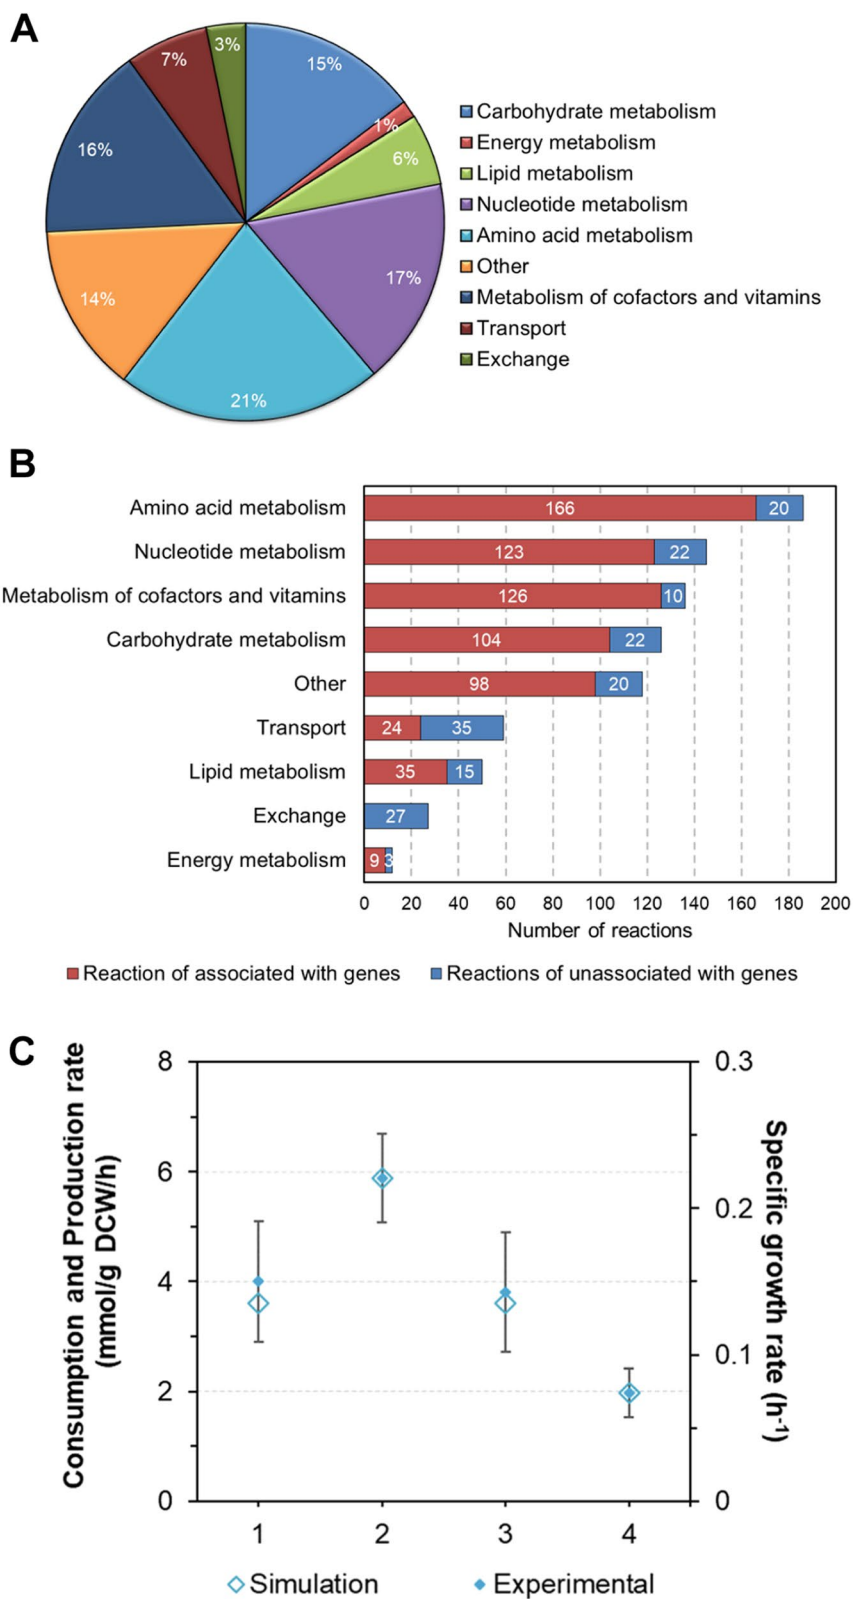 A
3%
7%
15%
1%
16%
6%
17%
14%
21%
Carbohydrate metabolism
Energy metabolism
Lipid metabolism
Nucleotide metabolism
Amino acid metabolism
Other
Metabolism of cofactors and vitamins
Transport
Exchange
B
Amino acid metabolism 166 20
Nucleotide metabolism 123 22
Metabolism of cofactors and vitamins 126 10
Carbohydrate metabolism 104 22
Other 98 20
Transport 24 35
Lipid metabolism 35 15
Exchange 27
Energy metabolism 9 3
0 20 40 60 80 100 120 140 160 180 200
Number of reactions
Reaction of associated with genes Reactions of unassociated with genes
C
Consumption and Production rate
(mmol/g DCW/h)
8
6
4
2
0
0.3
0.2
0.1
0
Specific growth rate (h-1)
1 2 3 4
Simulation Experimental